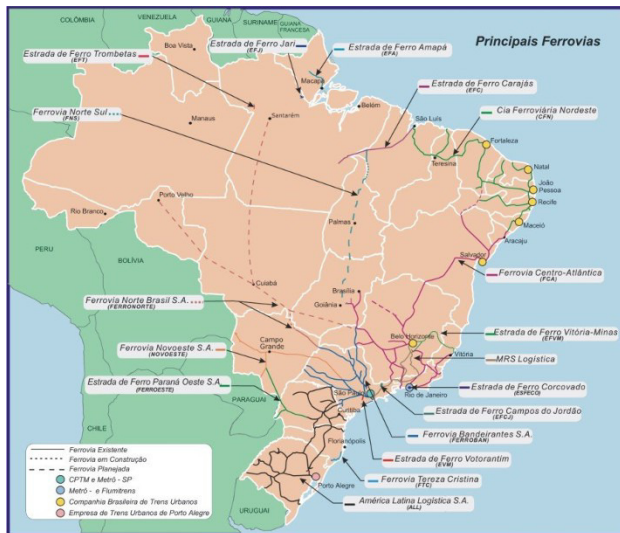 COLÔMBIA
VENEZUELA
GUIANA
SURINAME
GUIANA
FRANCESA
Principais Ferrovias
Estrada de Ferro Trombetas
(EFT)
Boa Vista
Estrada de Ferro Jari
(EFJ)
Estrada de Ferro Amapá
(EFA)
Macapá
Estrada de Ferro Carajás
(EFC)
Ferrovia Norte Sul
(FNS)
Manaus
Santarém
Belém
São Luís
Cia Ferroviária Nordeste
(CFN)
Fortaleza
Teresina
Natal
João
Pessoa
Recife
Maceió
Aracaju
Porto Velho
Rio Branco
Palmas
PERU
BOLÍVIA
Salvador
Ferrovia Centro-Atlântica
(FCA)
Cuiabá
Brasília
Goiânia
Ferrovia Norte Brasil S.A.
(FERRONORTE)
Belo Horizonte
Estrada de Ferro Vitória-Minas
(EFVM)
Ferrovia Novoeste S.A.
(NOVOESTE)
Campo
Grande
Vitória
MRS Logística
Estrada de Ferro Paraná Oeste S.A.
(FERROESTE)
São Paulo
Rio de Janeiro
Estrada de Ferro Corcovado
(ESFECO)
PARAGUAI
Curitiba
Estrada de Ferro Campos do Jordão
(EFCJ)
CHILE
Florianópolis
Ferrovia Bandeirantes S.A.
(FERROBAN)
Estrada de Ferro Votorantim
(EVM)
Ferrovia Tereza Cristina
(FTC)
Porto Alegre
América Latina Logística S.A.
(ALL)
URUGUAI
Ferrovia Existente
Ferrovia em Construção
Ferrovia Planejada
CPTM e Metrô - SP
Metrô - e Flumitrens
Companhia Brasileira de Trens Urbanos
Empresa de Trens Urbanos de Porto Alegre